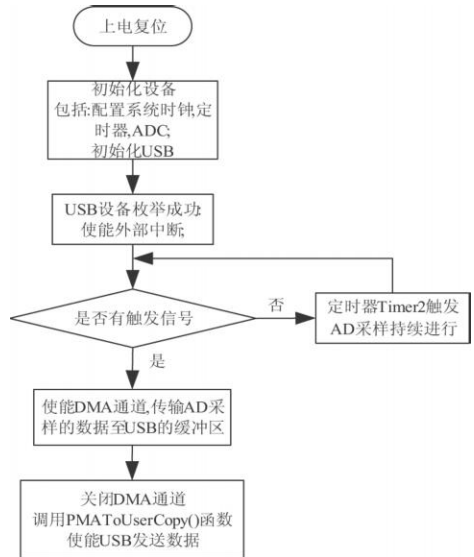 上电复位
初始化设备
包括:配置系统时钟,定
时器,ADC;
初始化USB
USB设备枚举成功;
使能外部中断;
是否有触发信号
否
定时器Timer2触发
AD采样持续进行
是
使能DMA通道,传输AD采
样的数据至USB的缓冲区
关闭DMA通道
调用PMAToUserCopy()函数
使能USB发送数据